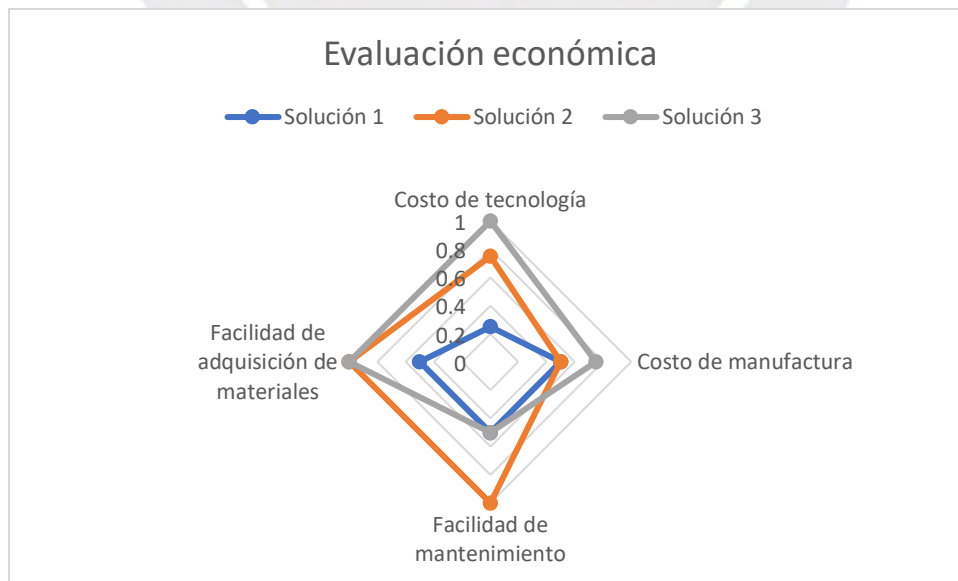 Evaluación económica
Solución 1 Solución 2 Solución 3
Costo de tecnología
1
0.8
0.6
0.4
0.2
0
Facilidad de
adquisición de
materiales
Costo de manufactura
Facilidad de
mantenimiento